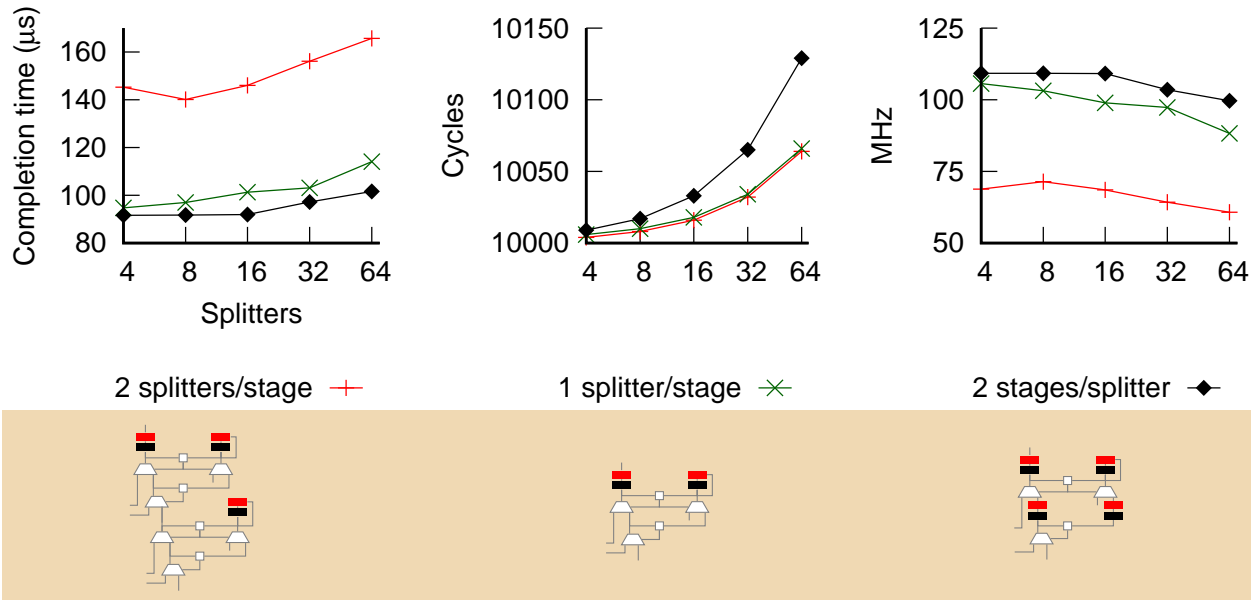 Completion time (µs)
160
140
120
100
80
4 8 16 32 64
Splitters
Cycles
10150
10100
10050
10000
4 8 16 32 64
MHz
125
100
75
50
4 8 16 32 64
2 splitters/stage
1 splitter/stage
2 stages/splitter